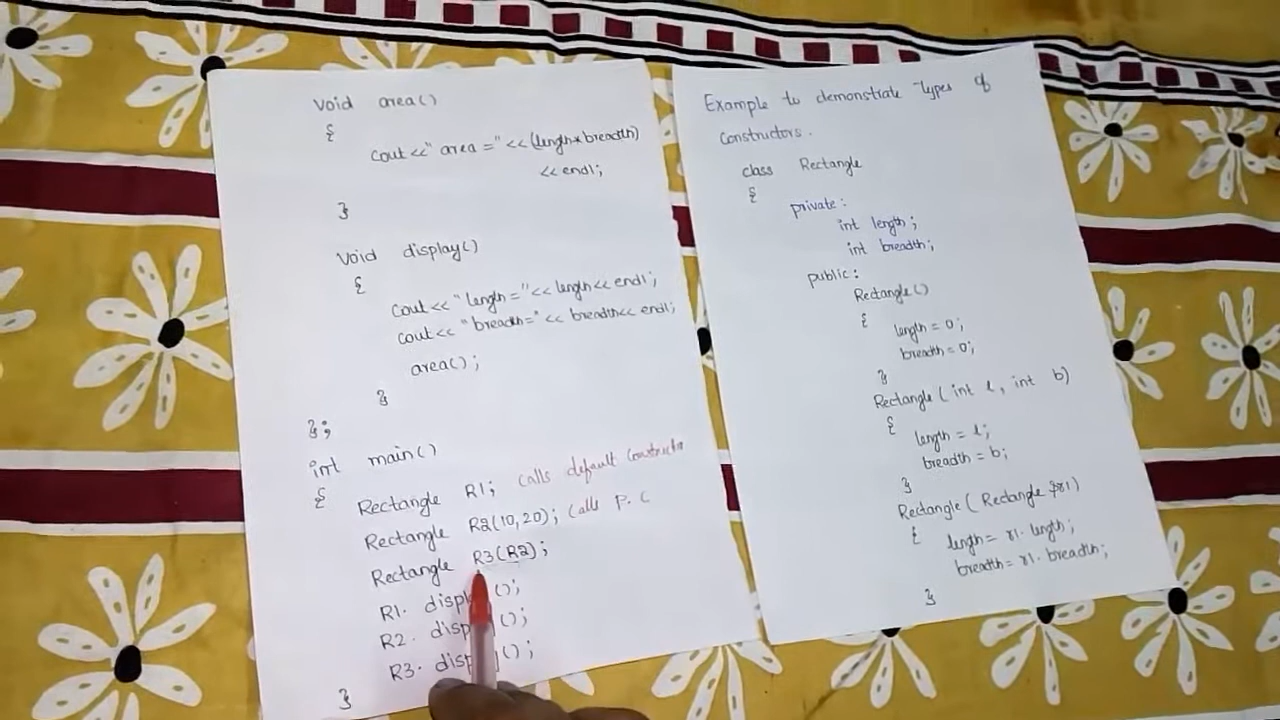 Example to demonstrate Types of
Constructors.
class Rectangle
{
private:
int length;
int breadth;
public:
Rectangle()
{
length = 0;
breadth = 0;
}
Rectangle (int l, int b)
{
length = l;
breadth = b;
}
Rectangle (Rectangle &r1)
{
length = r1. length;
breadth = r1. breadth;
}
Void area()
{
cout <<" area =" << (length*breadth)
<< endl;
}
Void display()
{
cout << "length =" << length << endl;
cout << "breadth=" << breadth << endl;
area();
}
};
int main()
{ Rectangle R1; Calls default Constructor
Rectangle R2(10,20); Calls P. C
Rectangle R3(R2);
R1. display();
R2. display();
R3. display();
}